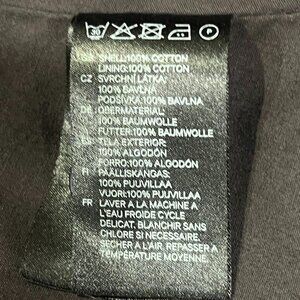 30 P
GB SHELL:100% COTTON
LINING:100% COTTON
CZ SVRCHNÍ LÁTKA:
100% BAVLNA
PODŠÍVKA:100% BAVLNA
DE OBERMATERIAL:
100% BAUMWOLLE
FUTTER:100% BAUMWOLLE
ES TELA EXTERIOR:
100% ALGODÓN
FORRO:100% ALGODÓN
FI PÄÄLLISKANGAS:
100% PUUVILLAA
VUORI:100% PUUVILLAA
FR LAVER A LA MACHINE A
L'EAU FROIDE CYCLE
DELICAT, BLANCHIR SANS
CHLORE SI NECESSAIRE
SECHER A L'AIR, REPASSER A
TEMPERATURE MOYENNE.